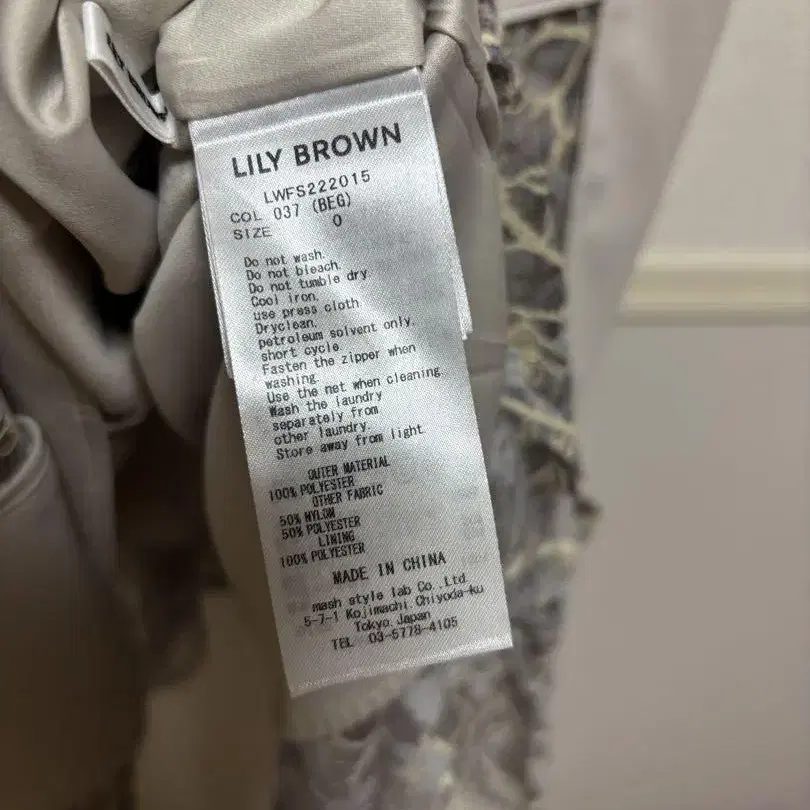 LILY BROWN
LWFS222015
COL 037 (BEG)
SIZE 0
Do not wash.
Do not bleach.
Do not tumble dry
Cool iron.
use press cloth
Dryclean.
petroleum solvent only.
short cycle
Fasten the zipper when
washing.
Use the net when cleaning.
Wash the laundry
separately from
other laundry.
Store away from light.
OUTER MATERIAL
100% POLYESTER
OTHER FABRIC
50% NYLON
50% POLYESTER
LINING
100% POLYESTER
MADE IN CHINA
mash style lab Co.,Ltd.
5-7-1 Kojimachi.Chiyoda-ku
Tokyo.Japan
TEL 03-5778-4105